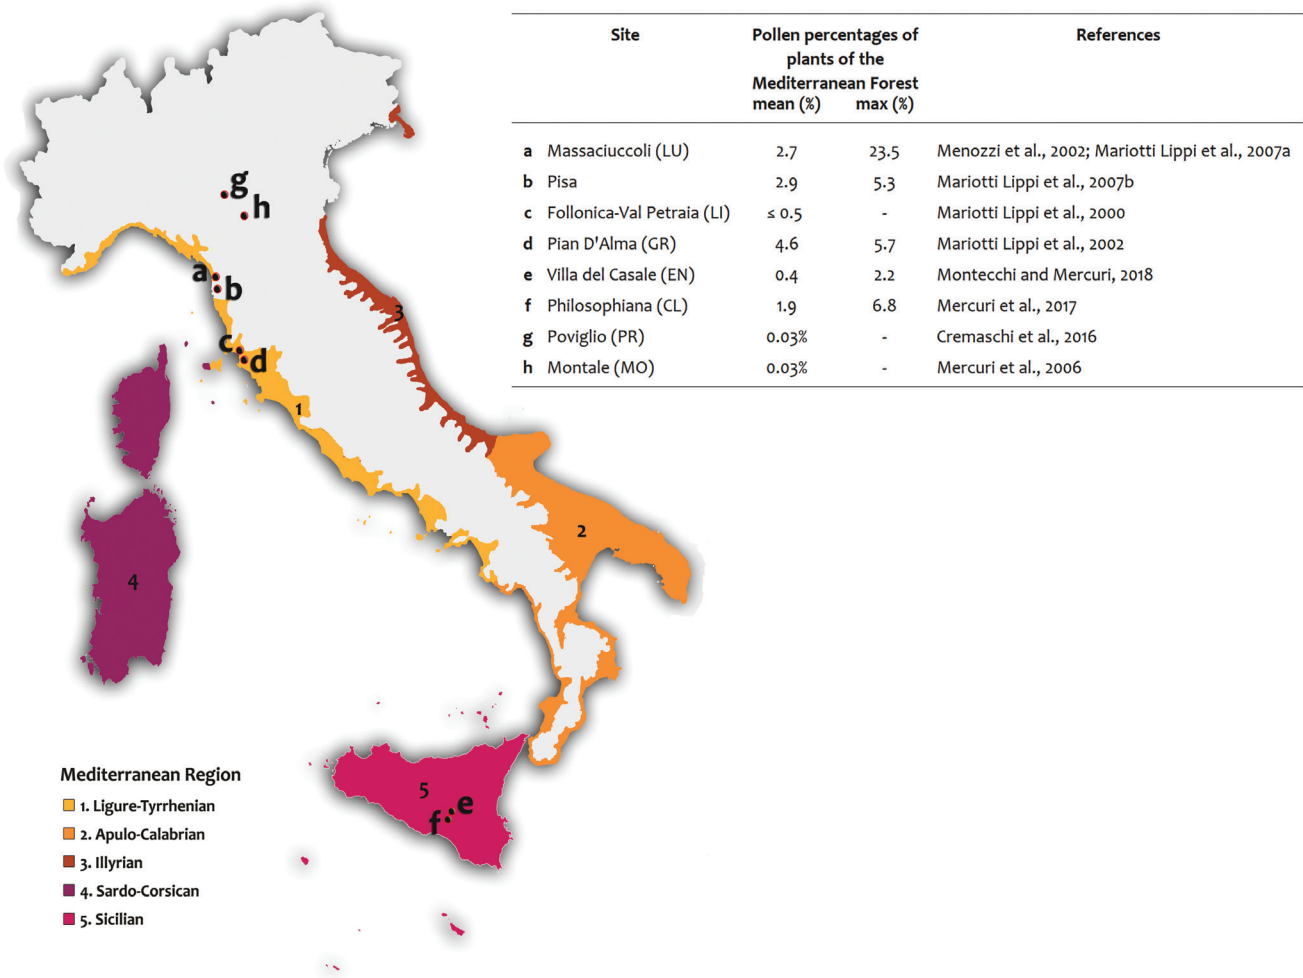 Site Pollen percentages of References
plants of the
Mediterranean Forest
mean (%) max (%)
a Massaciuccoli (LU) 2.7 23.5 Menozzi et al., 2002; Mariotti Lippi et al., 2007a
b Pisa 2.9 5.3 Mariotti Lippi et al., 2007b
c Follonica-Val Petraia (LI) ≤ 0.5 - Mariotti Lippi et al., 2000
d Pian D'Alma (GR) 4.6 5.7 Mariotti Lippi et al., 2002
e Villa del Casale (EN) 0.4 2.2 Montecchi and Mercuri, 2018
f Philosophiana (CL) 1.9 6.8 Mercuri et al., 2017
g Poviglio (PR) 0.03% - Cremaschi et al., 2016
h Montale (MO) 0.03% - Mercuri et al., 2006
g
h
a
b
3
c
d
1
2
4
5
e
f
Mediterranean Region
1. Ligure-Tyrrhenian
2. Apulo-Calabrian
3. Illyrian
4. Sardo-Corsican
5. Sicilian